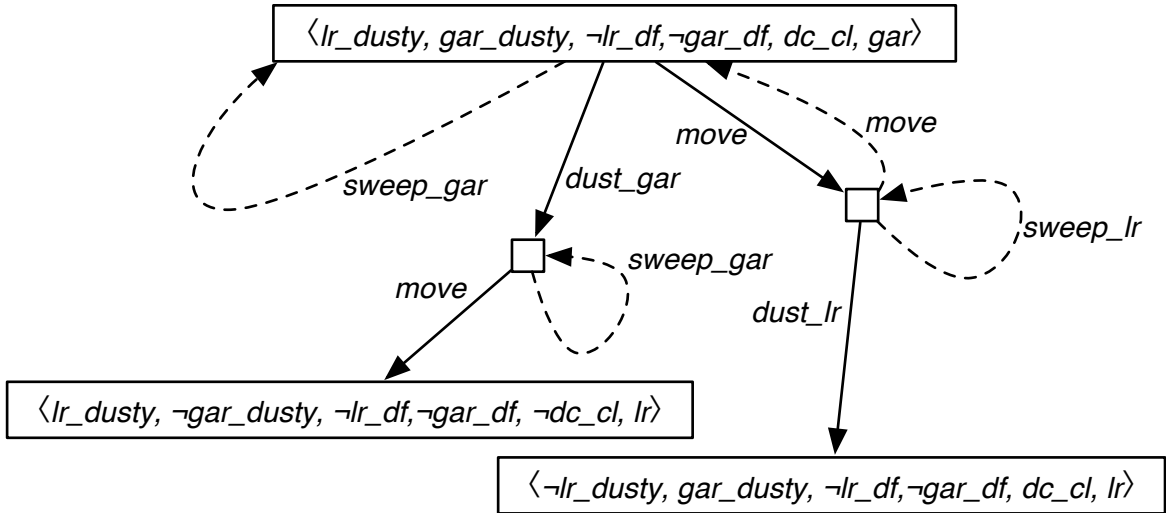 〈lr_dusty, gar_dusty, ¬lr_df,¬gar_df, dc_cl, gar〉
move
move
sweep_gar
dust_gar
sweep_lr
sweep_gar
move
dust_lr
〈lr_dusty, ¬gar_dusty, ¬lr_df,¬gar_df, ¬dc_cl, lr〉
〈¬lr_dusty, gar_dusty, ¬lr_df,¬gar_df, dc_cl, lr〉